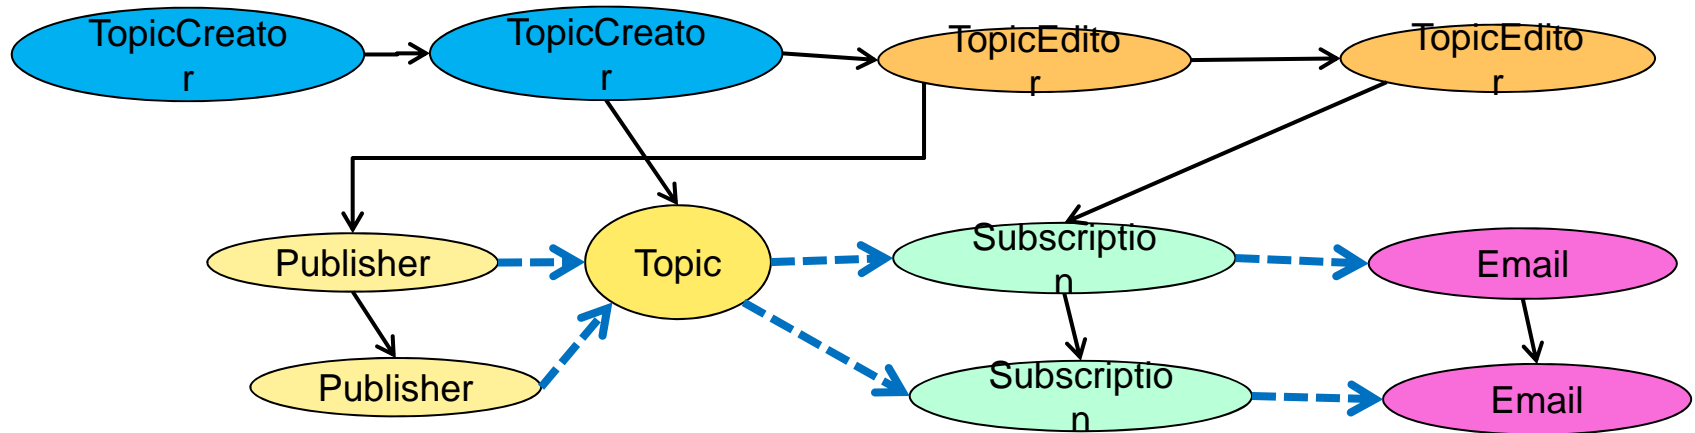 TopicCreato
r
TopicCreato
r
TopicEdito
r
TopicEdito
r
Publisher
Topic
Subscriptio
n
Email
Publisher
Subscriptio
n
Email